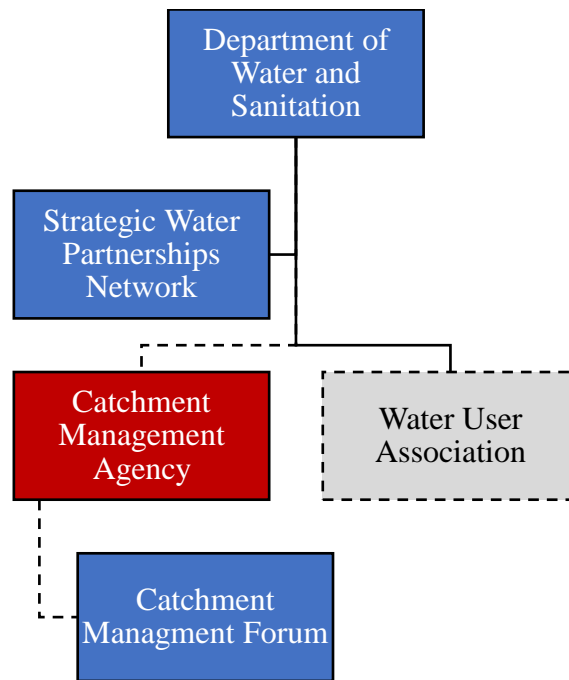 Department of
Water and
Sanitation
Strategic Water
Partnerships
Network
Catchment
Management
Agency
Water User
Association
Catchment
Managment Forum